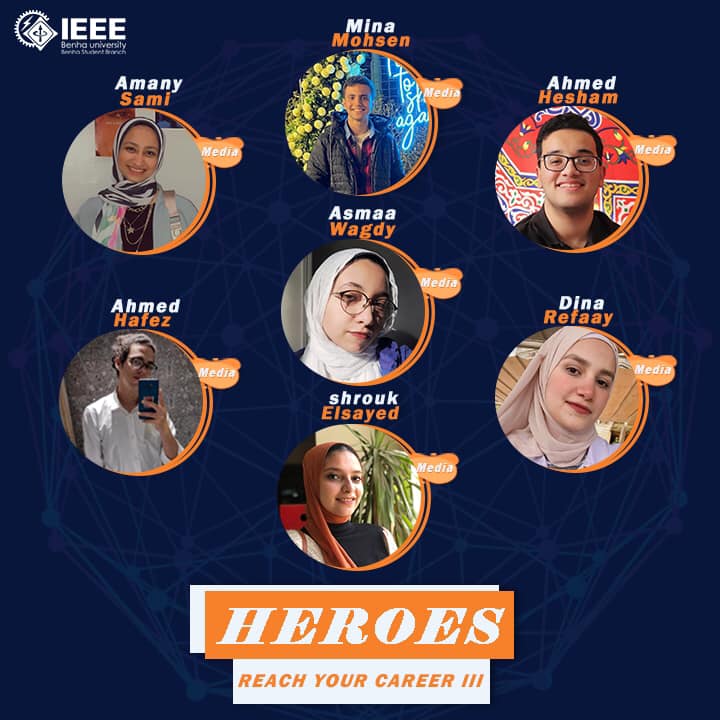 IEEE
Benha university
Benha Student Branch
Mina
Mohsen
Media
Amany
Sami
Media
Ahmed
Hesham
Media
Asmaa
Wagdy
Media
Ahmed
Hafez
Media
Dina
Refaay
Media
shrouk
Elsayed
Media
HEROES
REACH YOUR CAREER III